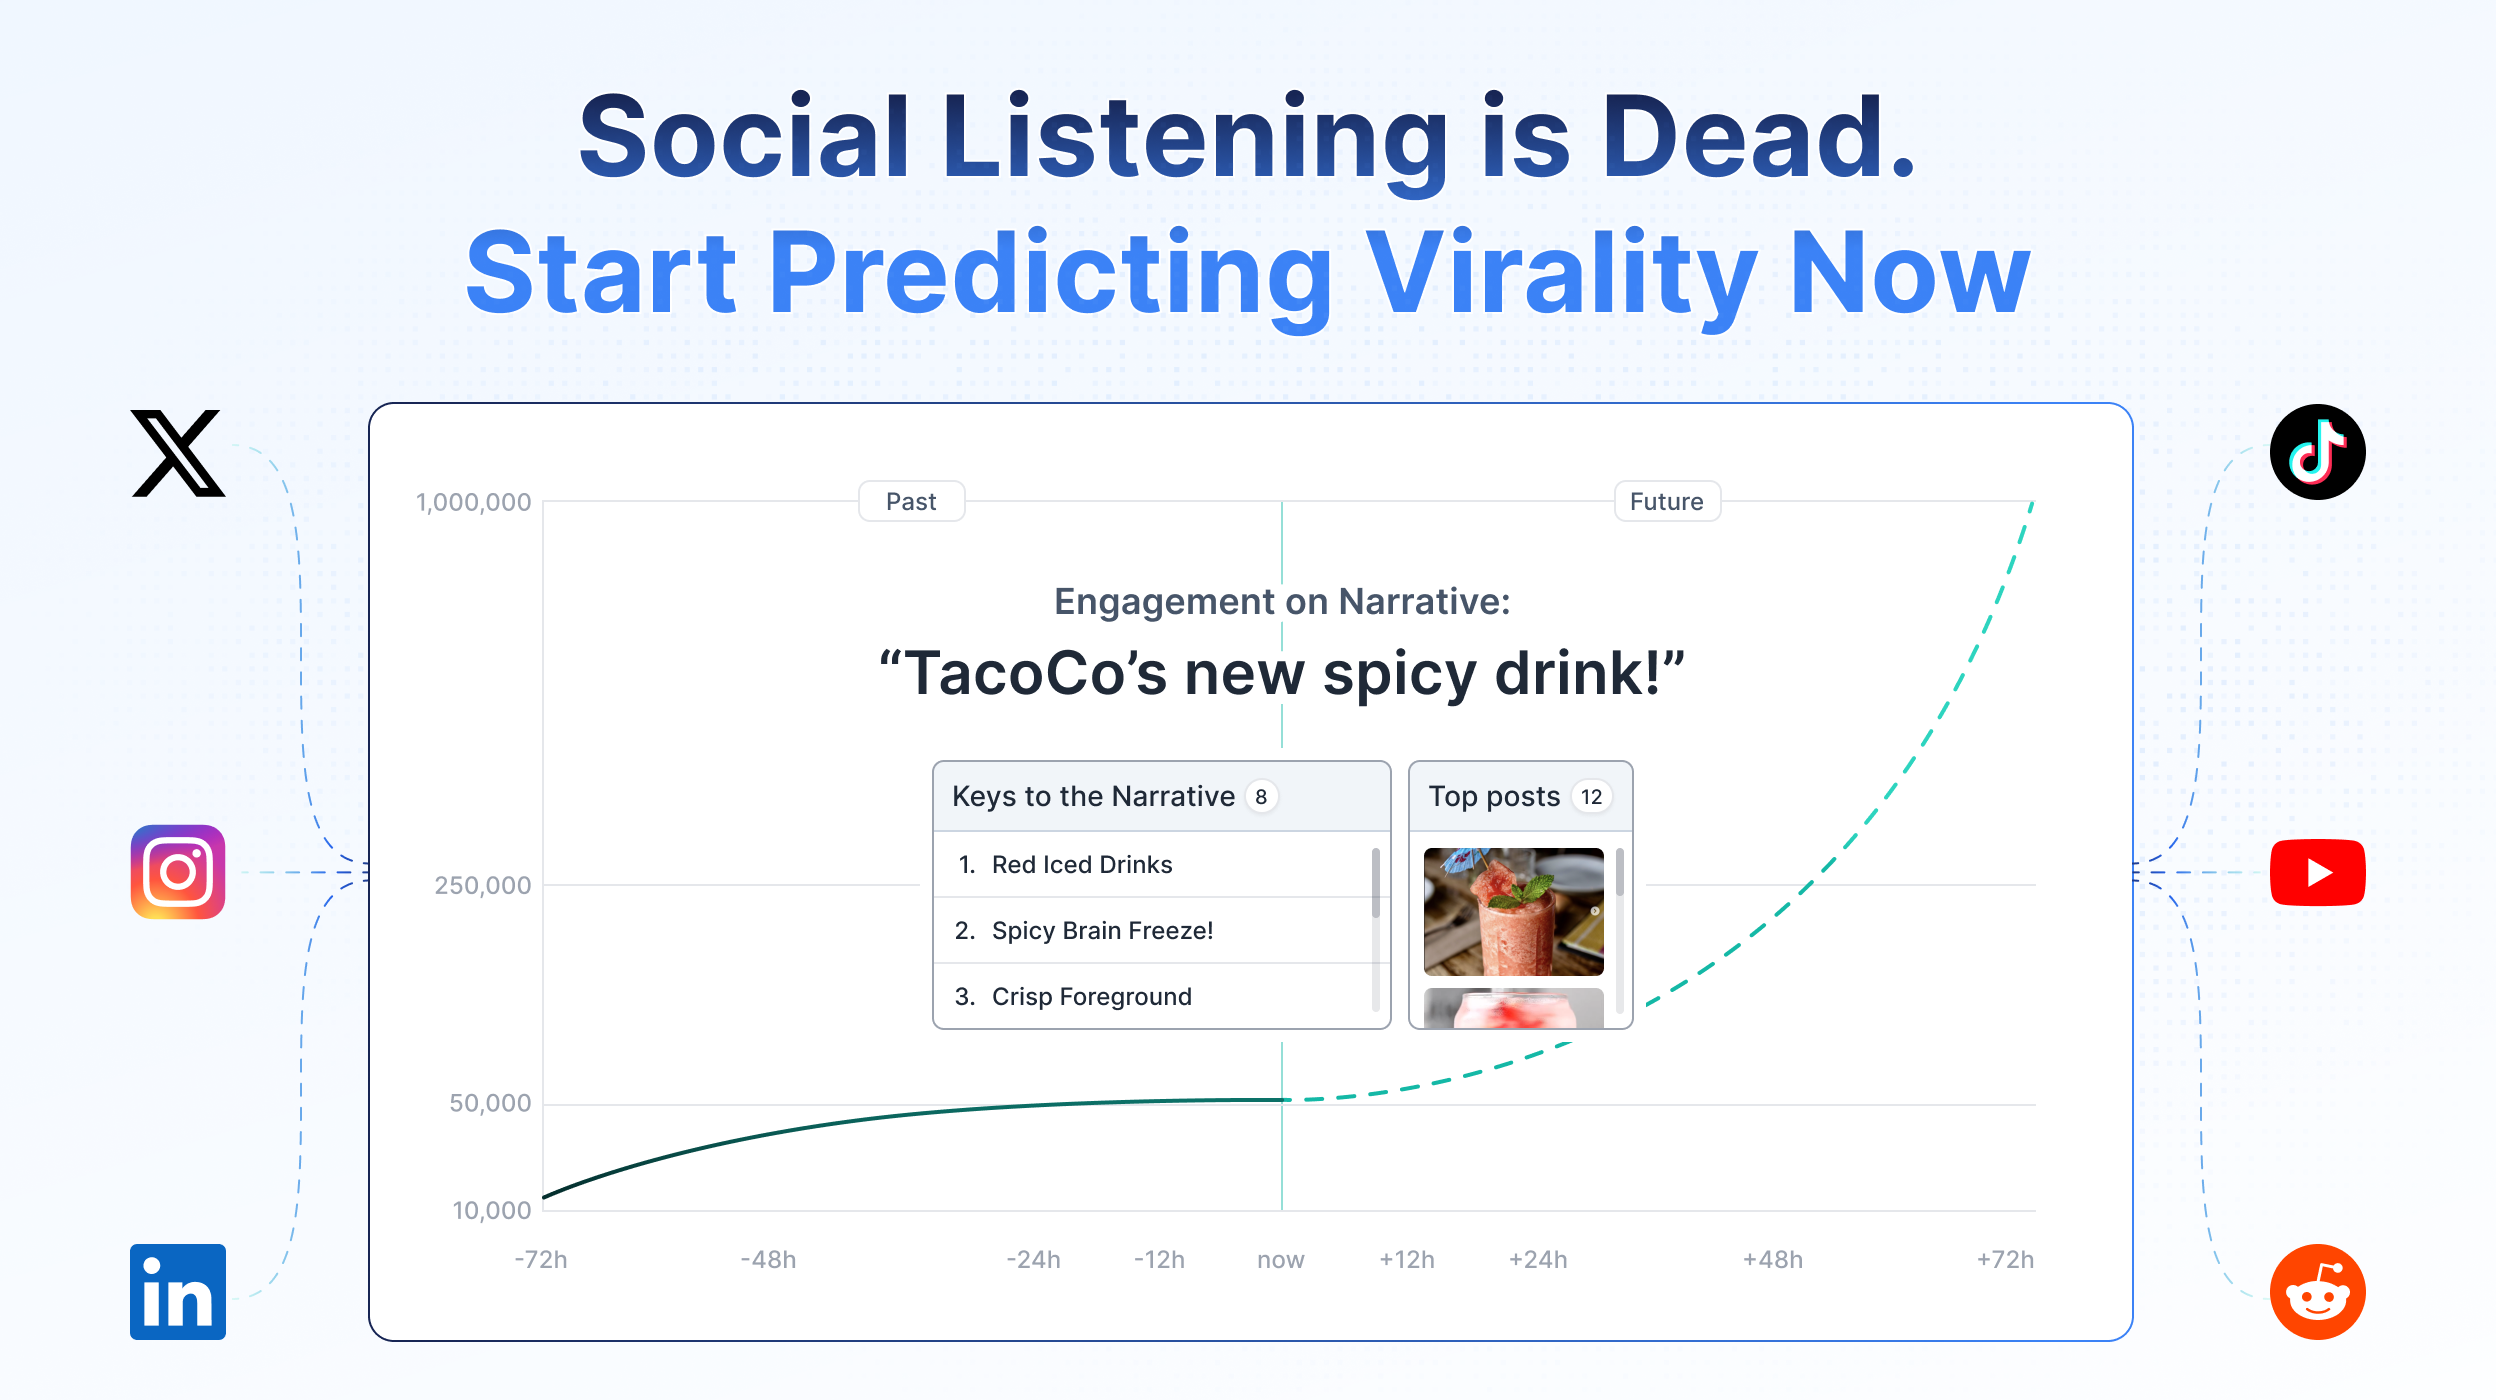 Social Listening is Dead.
Start Predicting Virality Now
1,000,000
Past
Future
Engagement on Narrative:
“TacoCo’s new spicy drink!”
Keys to the Narrative 8
Top posts 12
1. Red Iced Drinks
2. Spicy Brain Freeze!
3. Crisp Foreground
250,000
50,000
10,000
-72h
-48h
-24h
-12h
now
+12h
+24h
+48h
+72h
in